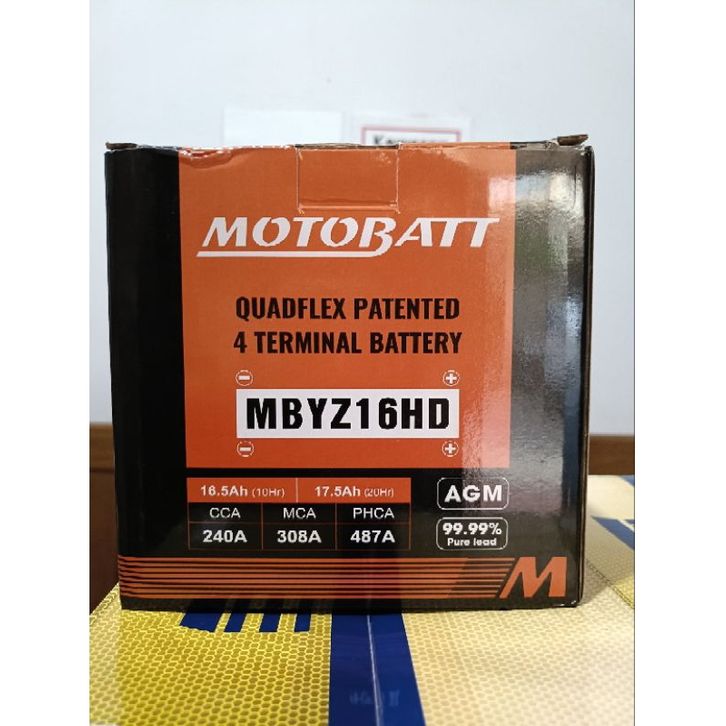 MOTOBATT
QUADFLEX PATENTED
4 TERMINAL BATTERY
MBYZ16HD
16.5Ah (10Hr) 17.5Ah (20Hr)
CCA MCA PHCA
240A 308A 487A
AGM
99.99%
Pure lead
M